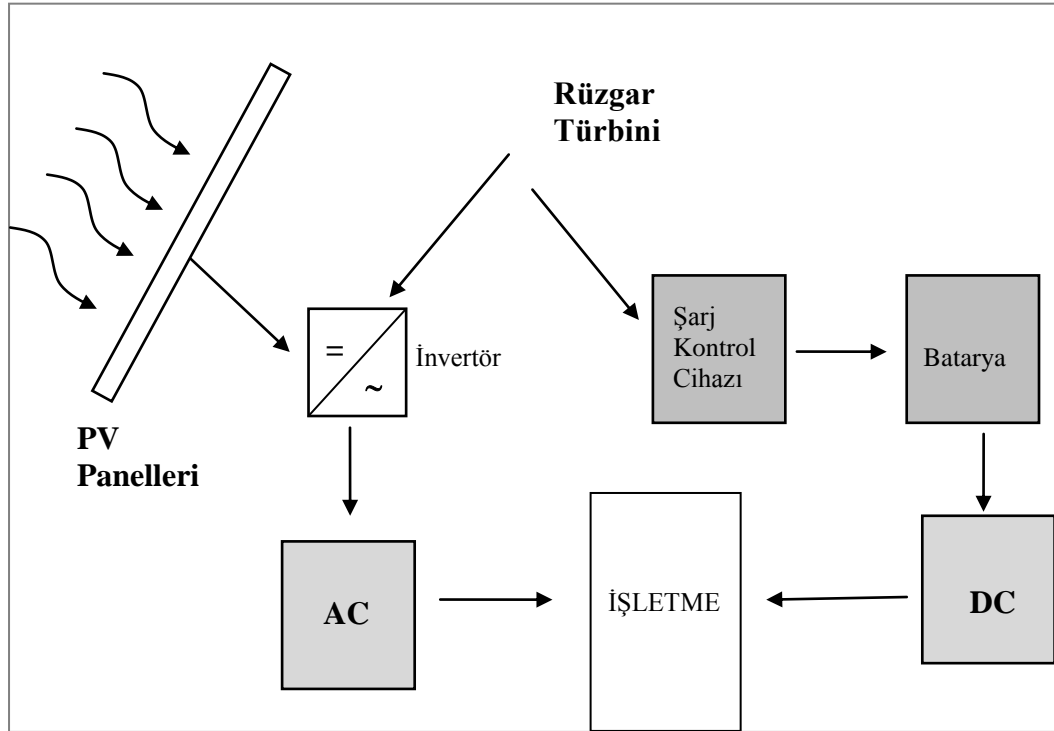 Rüzgar
Türbini
Şarj
Kontrol
Cihazı
Batarya
=
~
İnvertör
PV
Panelleri
AC
İŞLETME
DC